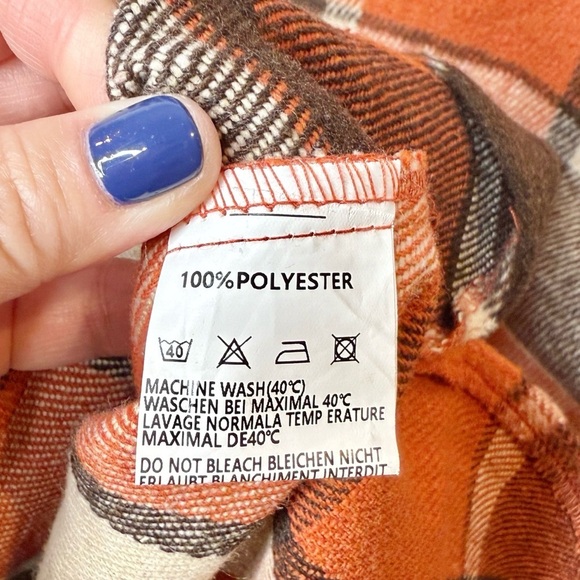 100%POLYESTER
40
MACHINE WASH(40℃)
WASCHEN BEI MAXIMAL 40℃
LAVAGE NORMALA TEMP ERATURE
MAXIMAL DE40℃
DO NOT BLEACH BLEICHEN NICHT
ERLAUBT BLANCHIMENT INTERDIT